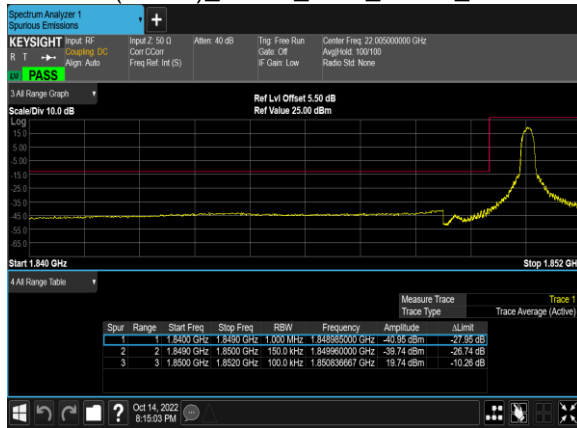 Spectrum Analyzer 1
Spurious Emissions
+
KEYSIGHT Input: RF Input Z: 50 Ω Atten: 40 dB Trig: Free Run Center Freq: 22.005000000 GHz
R T Coupling: DC Corr CCorr Gate: Off Avg|Hold: 100/100
Align: Auto Freq Ref: Int (S) IF Gain: Low Radio Std: None
PASS
3 All Range Graph
Ref Lvl Offset 5.50 dB
Scale/Div 10.0 dB Ref Value 25.00 dBm
Log
15.0
5.00
-5.00
-15.0
-25.0
-35.0
-45.0
-55.0
-65.0
Start 1.840 GHz Stop 1.852 GH
4 All Range Table
Measure Trace Trace 1
Trace Type Trace Average (Active)
Spur Range Start Freq Stop Freq RBW Frequency Amplitude ΔLimit
1 1 1.8400 GHz 1.8490 GHz 1.000 MHz 1.848985000 GHz -40.95 dBm -27.95 dB
2 2 1.8490 GHz 1.8500 GHz 150.0 kHz 1.849960000 GHz -39.74 dBm -26.74 dB
3 3 1.8500 GHz 1.8520 GHz 100.0 kHz 1.850836667 GHz 19.74 dBm -10.26 dB
? Oct 14, 2022
8:15:03 PM